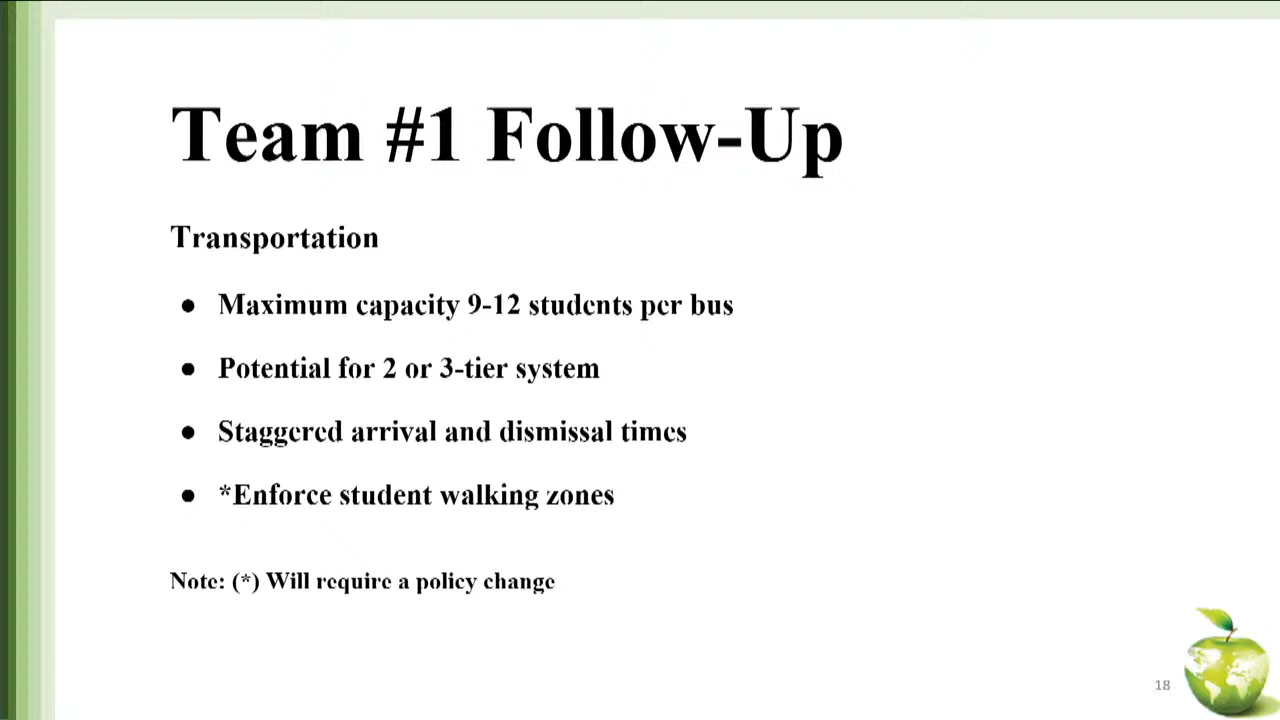 Team #1 Follow-Up
Transportation
● Maximum capacity 9-12 students per bus
● Potential for 2 or 3-tier system
● Staggered arrival and dismissal times
● *Enforce student walking zones
Note: (*) Will require a policy change
18